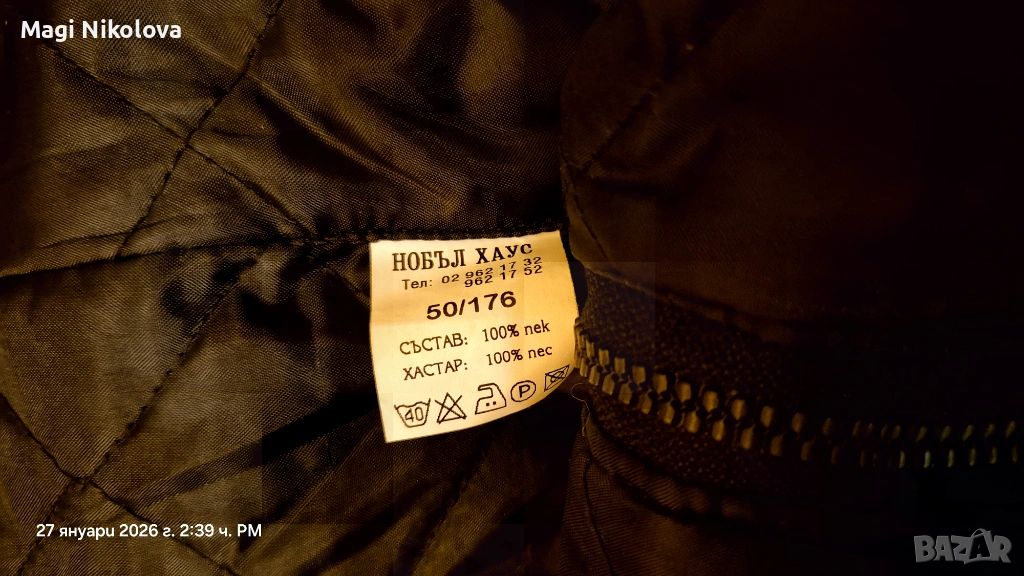 Magi Nikolova
НОБЪЛ ХАУС
Тел: 02 962 17 32
962 17 52
50/176
СЪСТАВ: 100% nek
ХАСТАР: 100% nec
40
P
27 януари 2026 г. 2:39 ч. PM
BAZAR